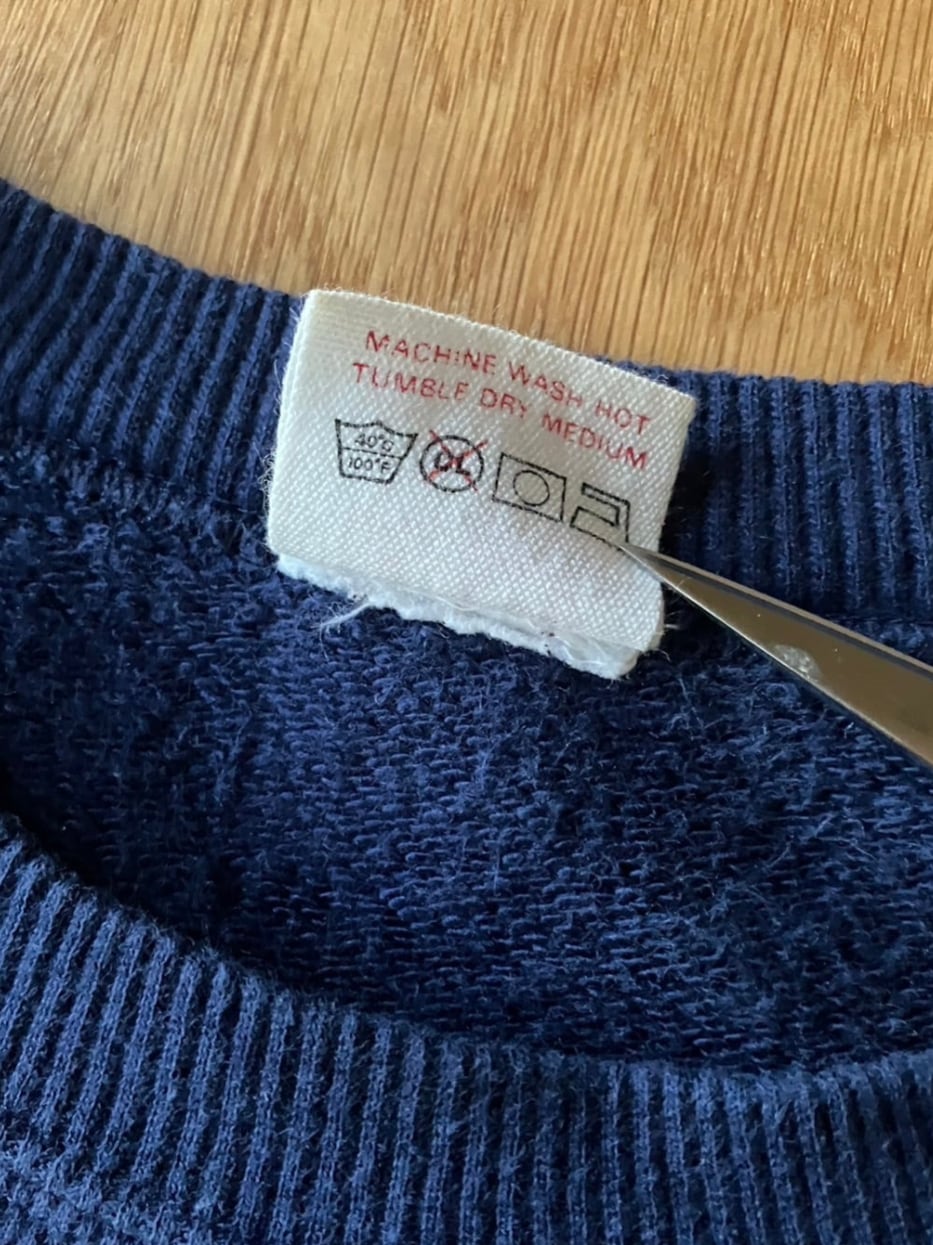 MACHINE WASH HOT
TUMBLE DRY MEDIUM
40°C
100°F
CL